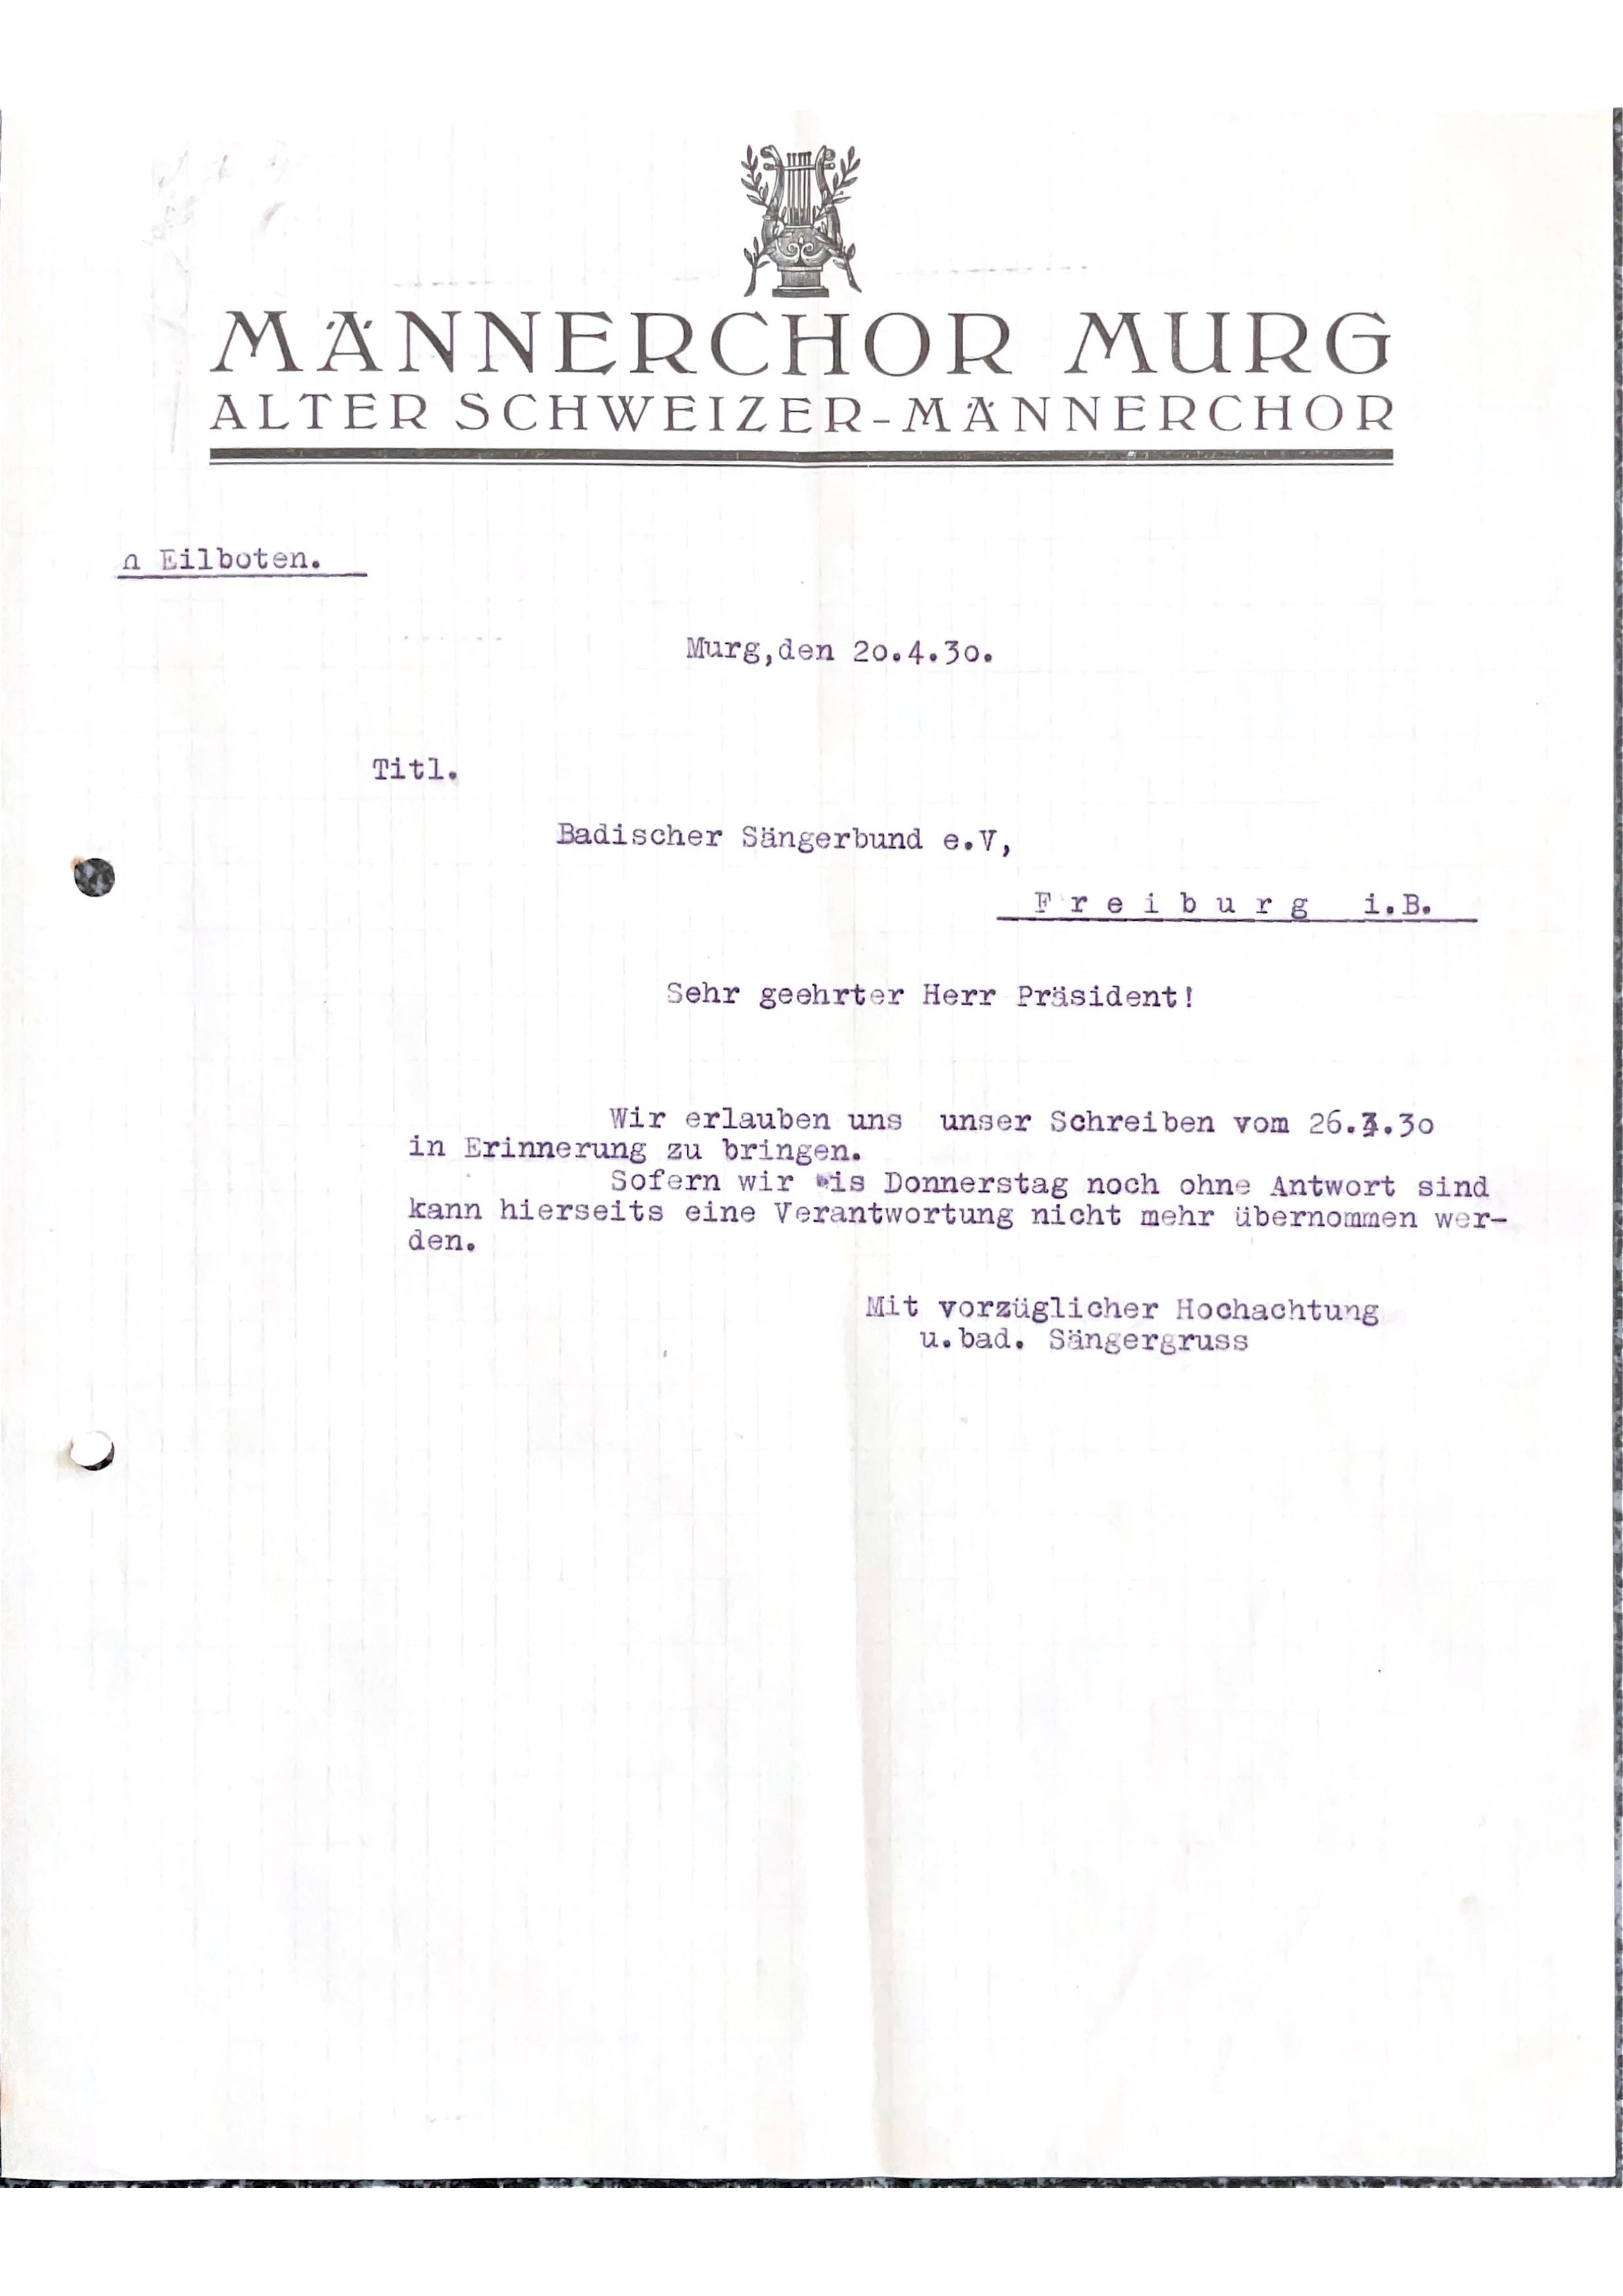 MÄNNERCHOR MURG
ALTER SCHWEIZER-MÄNNERCHOR
n Eilboten.
Murg,den 20.4.30.
Titl.
Badischer Sängerbund e.V,
Freiburg i.B.
Sehr geehrter Herr Präsident!
Wir erlauben uns unser Schreiben vom 26.3.30
in Erinnerung zu bringen.
Sofern wir bis Donnerstag noch ohne Antwort sind
kann hierseits eine Verantwortung nicht mehr übernommen wer-
den.
Mit vorzüglicher Hochachtung
u.bad. Sängergruss